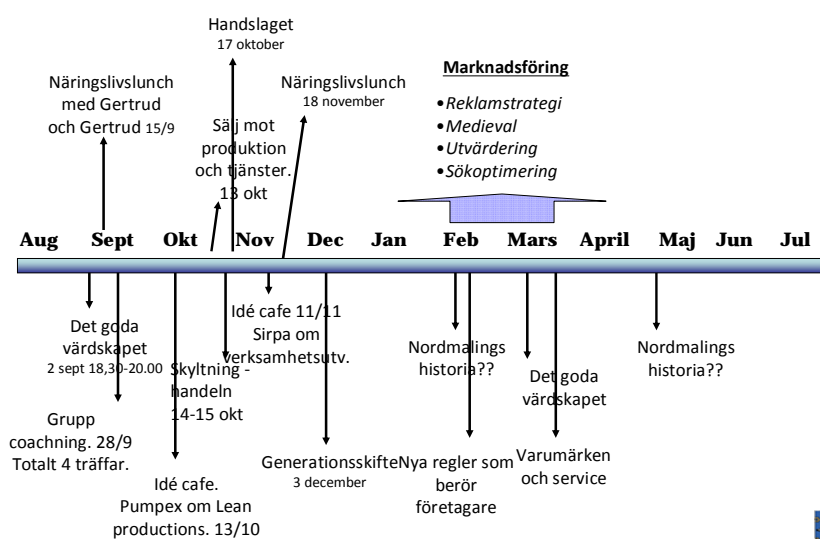 Handslaget
17 oktober
Näringslivslunch
med Gertrud
och Gertrud 15/9
Sälj mot
produktion
och tjänster.
13 okt
Näringslivslunch
18 november
Marknadsföring
•Reklamstrategi
•Medieval
•Utvärdering
•Sökoptimering
Aug Sept Okt Nov Dec Jan Feb Mars April Maj Jun Jul
Det goda
värdskapet
2 sept 18,30-20.00
Grupp
coachning. 28/9
Totalt 4 träffar.
Idé cafe.
Pumpex om Lean
productions. 13/10
Skyltning -
handeln
14-15 okt
Idé cafe 11/11
Sirpa om
verksamhetsutv.
Generationsskifte
3 december
Nordmalings
historia??
Nya regler som
berör
företagare
Det goda
värdskapet
Varumärken
och service
Nordmalings
historia??